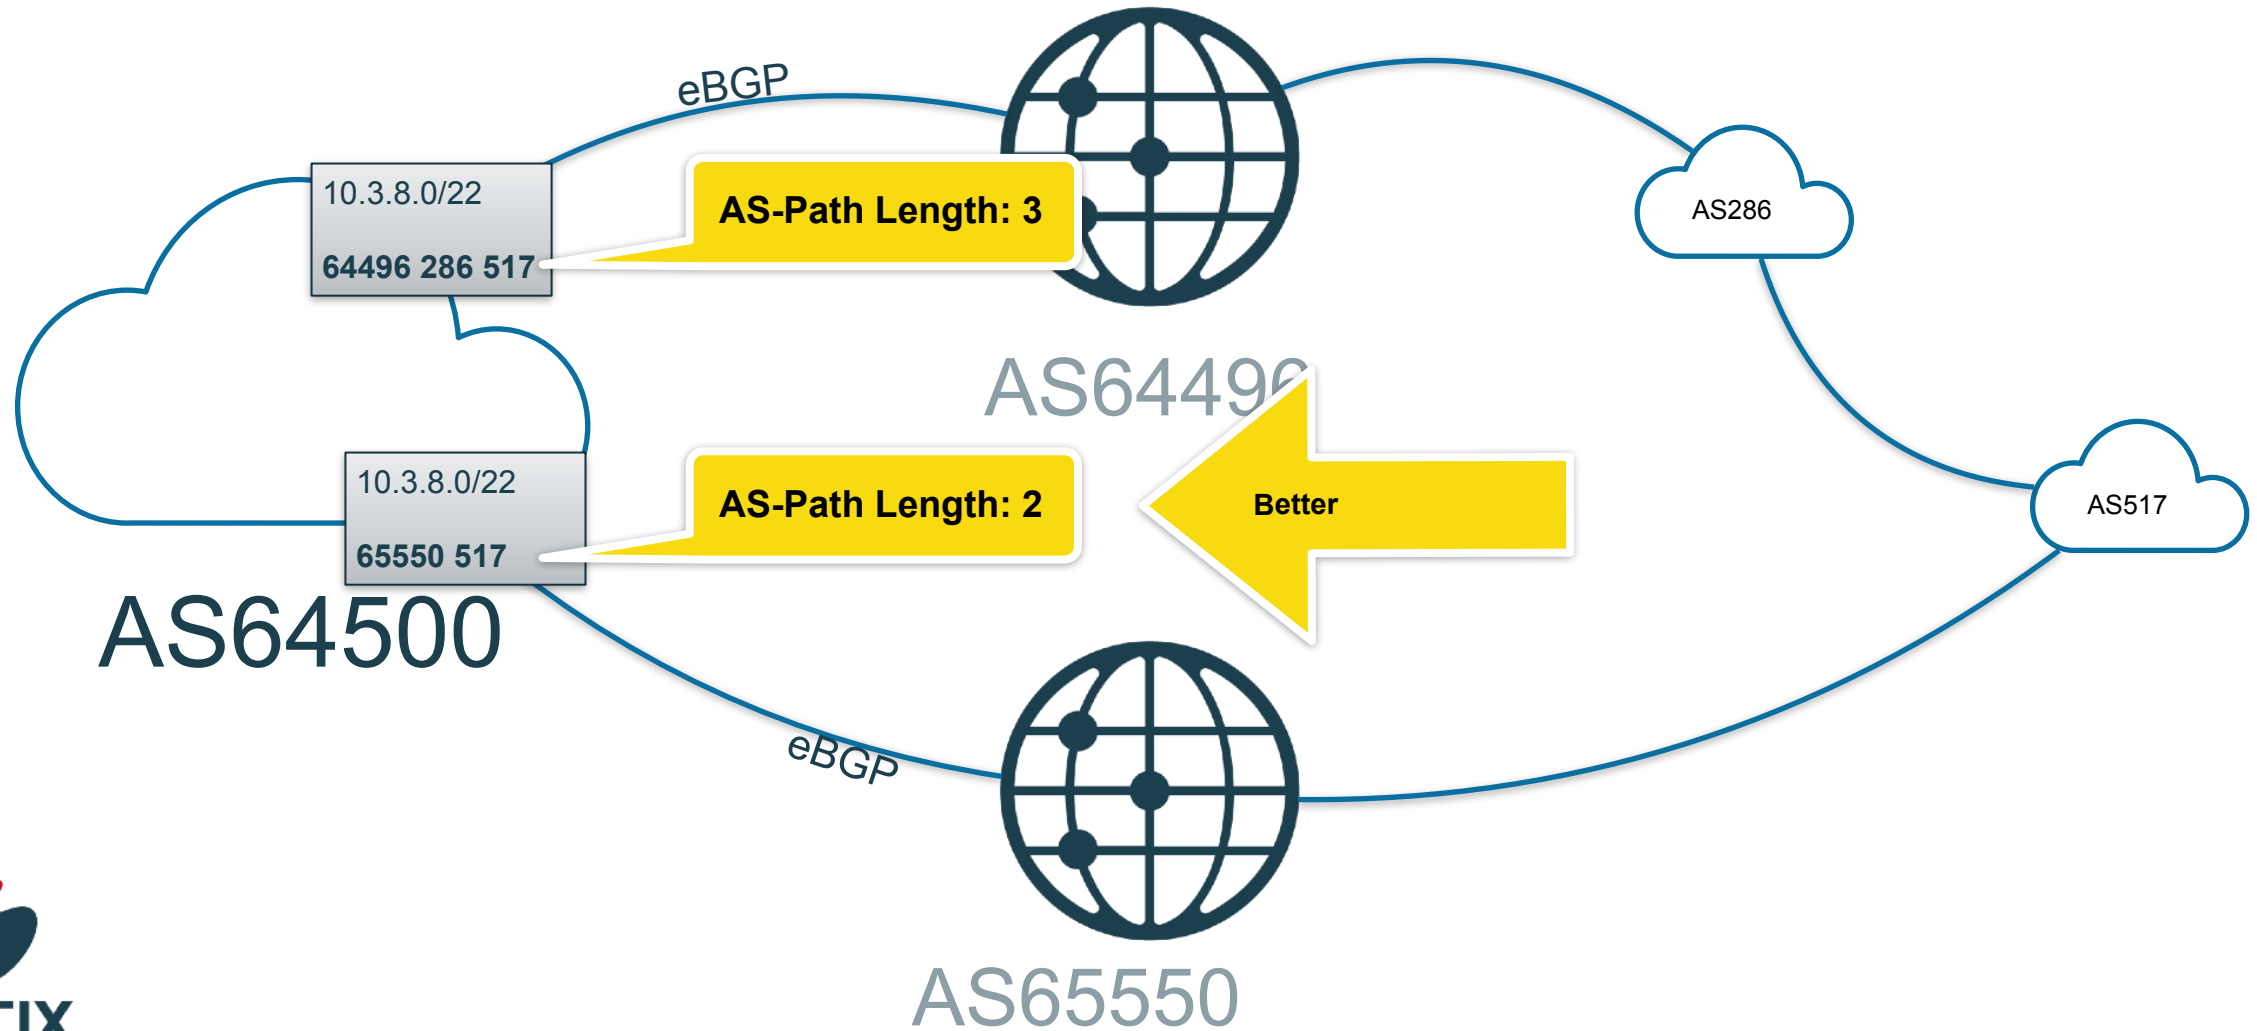 eBGP
10.3.8.0/22
64496 286 517
AS-Path Length: 3
AS286
AS64496
10.3.8.0/22
65550 517
AS-Path Length: 2
Better
AS517
AS64500
eBGP
AS65550